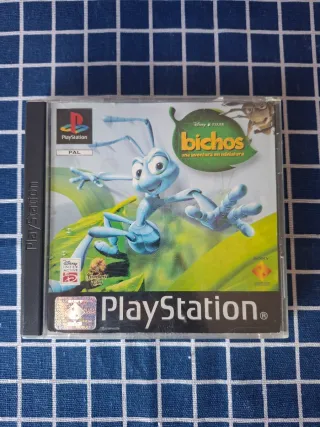 PlayStation
PAL
DISNEY · PIXAR
bichos
una aventura en miniatura
PlayStation
PlayStation®